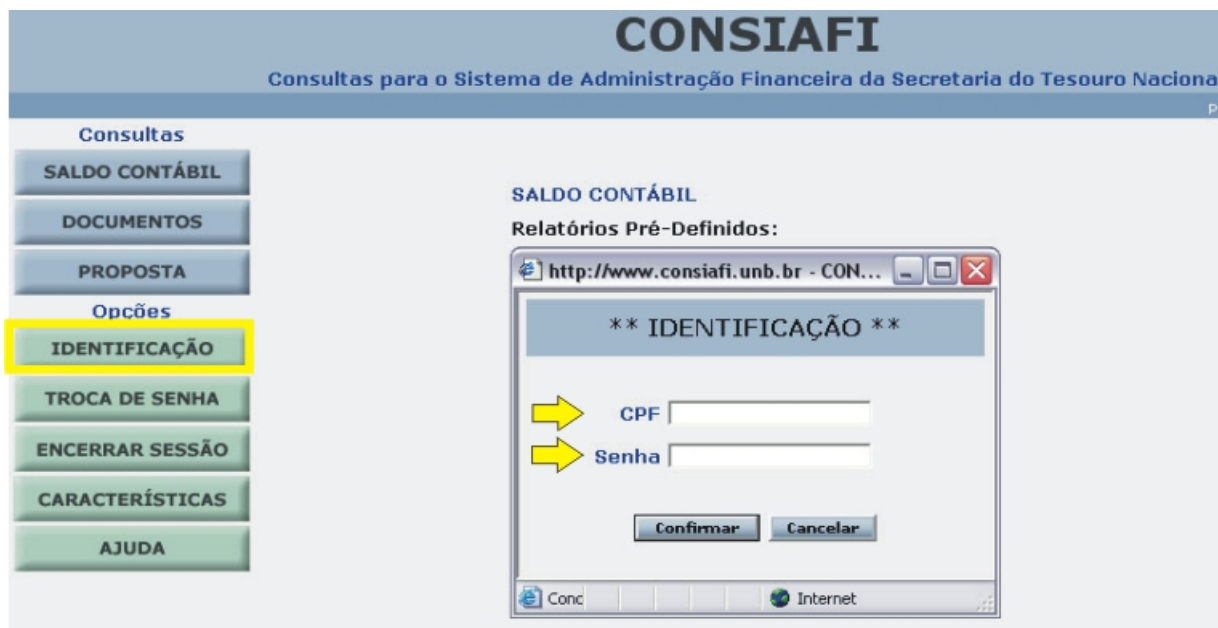 CONSIAFI
Consultas para o Sistema de Administração Financeira da Secretaria do Tesouro Naciona
P
Consultas
SALDO CONTÁBIL
DOCUMENTOS
PROPOSTA
Opções
IDENTIFICAÇÃO
TROCA DE SENHA
ENCERRAR SESSÃO
CARACTERÍSTICAS
AJUDA
SALDO CONTÁBIL
Relatórios Pré-Definidos:
http://www.consiafi.unb.br - CON...
** IDENTIFICAÇÃO **
CPF
Senha
Confirmar Cancelar
Conc Internet